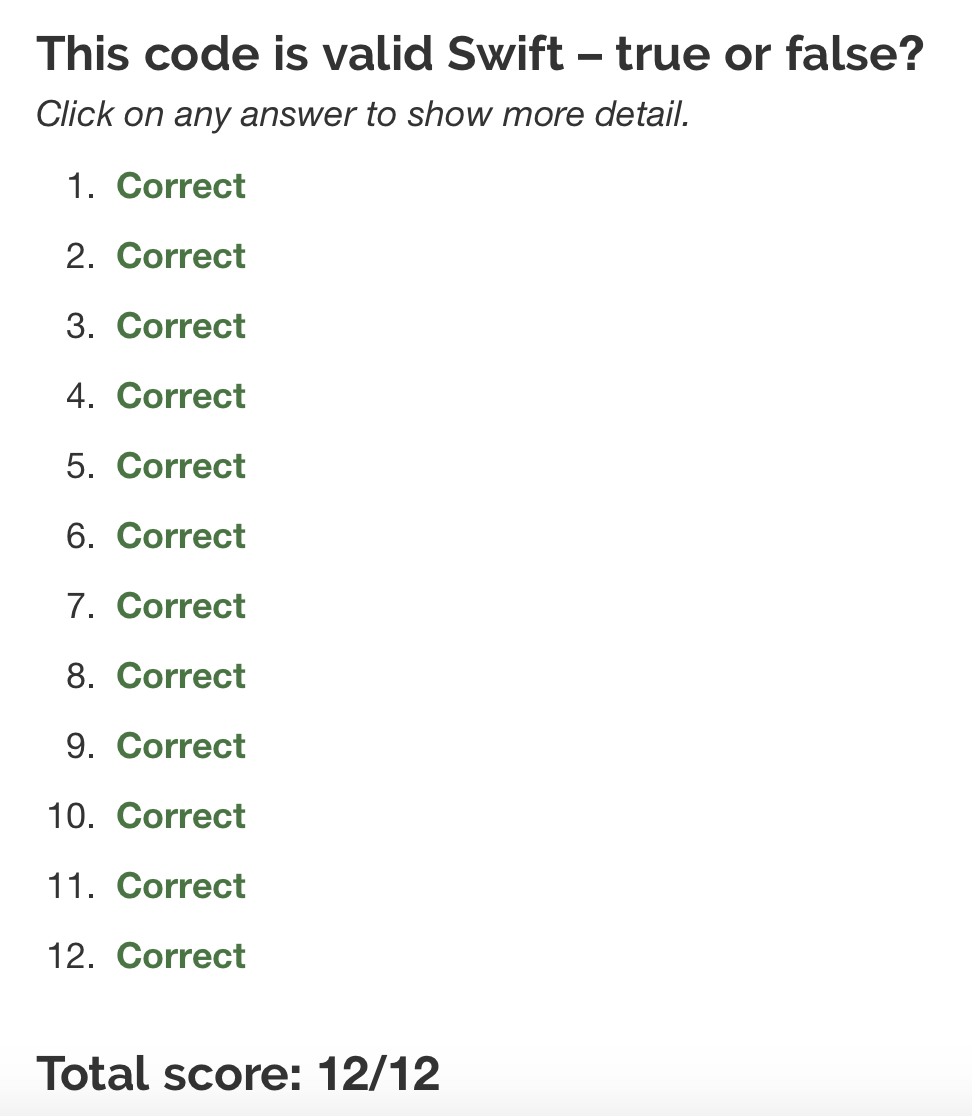 This code is valid Swift – true or false?
Click on any answer to show more detail.
1. Correct
2. Correct
3. Correct
4. Correct
5. Correct
6. Correct
7. Correct
8. Correct
9. Correct
10. Correct
11. Correct
12. Correct
Total score: 12/12